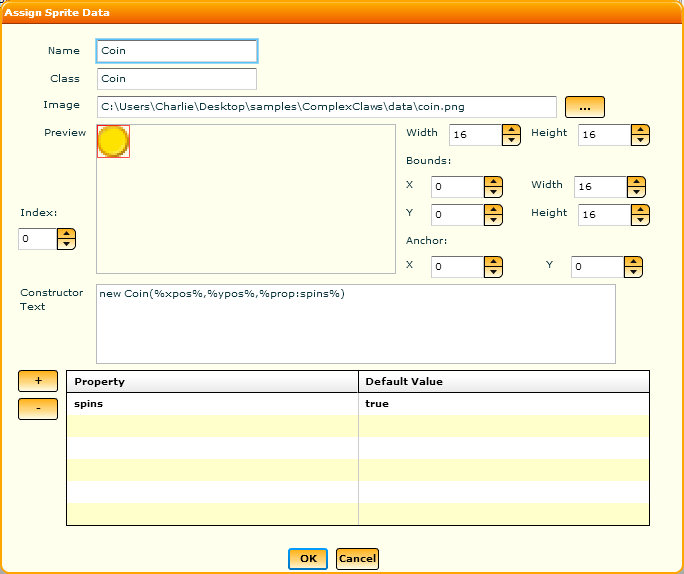 Assign Sprite Data
Name Coin
Class Coin
Image C:\Users\Charlie\Desktop\samples\ComplexClaws\data\coin.png ...
Preview Width 16 Height 16
Bounds:
X 0 Width 16
Index: Y 0 Height 16
0 Anchor:
X 0 Y 0
Constructor Text new Coin(%xpos%,%ypos%,%prop:spins%)
+ Property Default Value
- spins true
OK Cancel